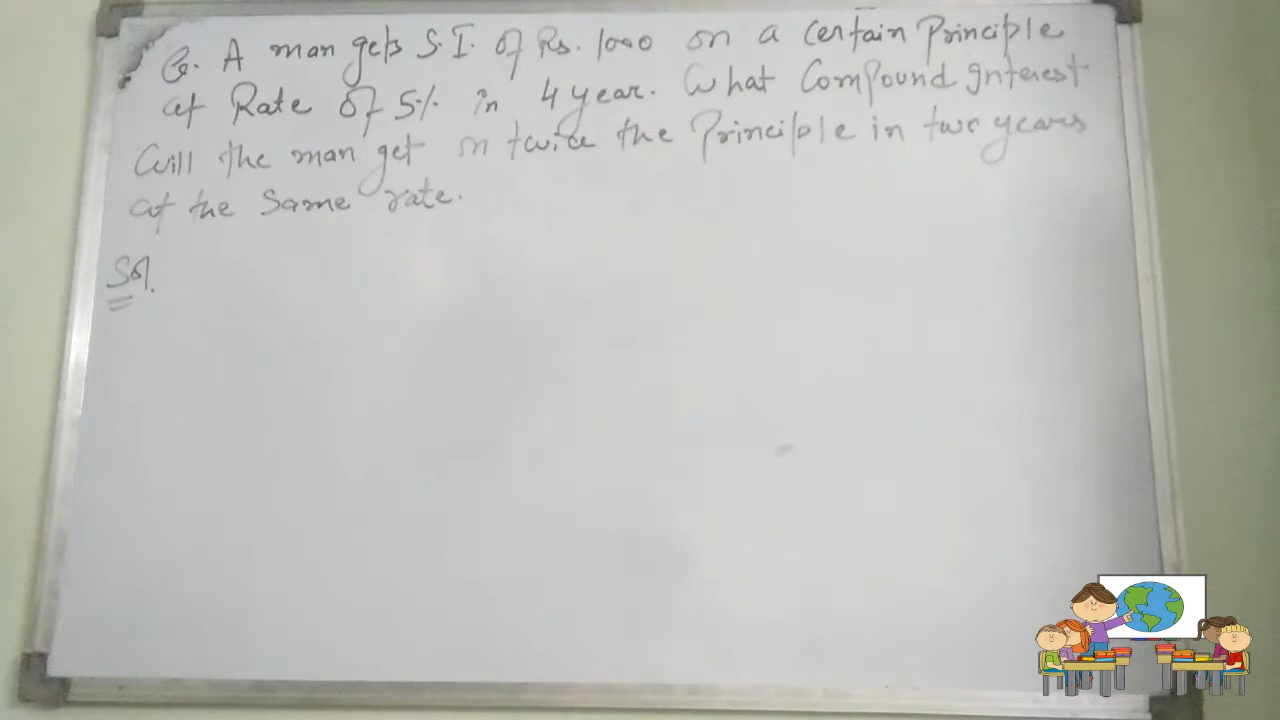 Q. A man gets S.I. of Rs. 1000 on a certain Principle
at Rate of 5% in 4 year. What Compound Interest
will the man get on twice the Principle in two years
at the same rate.
Sol.